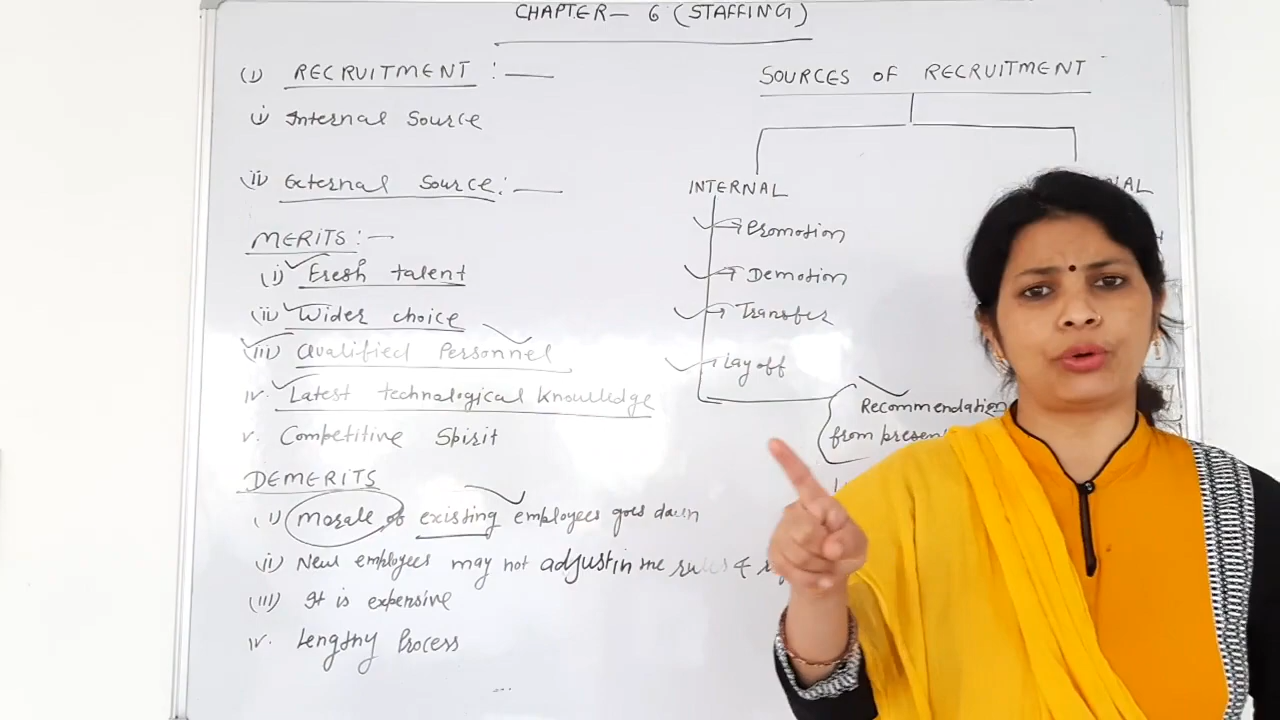 CHAPTER- 6 (STAFFING)
(1) RECRUITMENT :-
i) Internal Source
ii) External Source:-
MERITS:-
(i) Fresh talent
(ii) Wider choice
(iii) Qualified Personnel
iv. Latest technological knowledge
v. Competitive Spirit
DEMERITS
(i) Morale of existing employees goes down
ii) New employees may not adjust in the rules &
(iii) It is expensive
iv. Lengthy Process
SOURCES OF RECRUITMENT
INTERNAL
Promotion
Demotion
Transfer
Lay off
Recommendation
from present
NAL